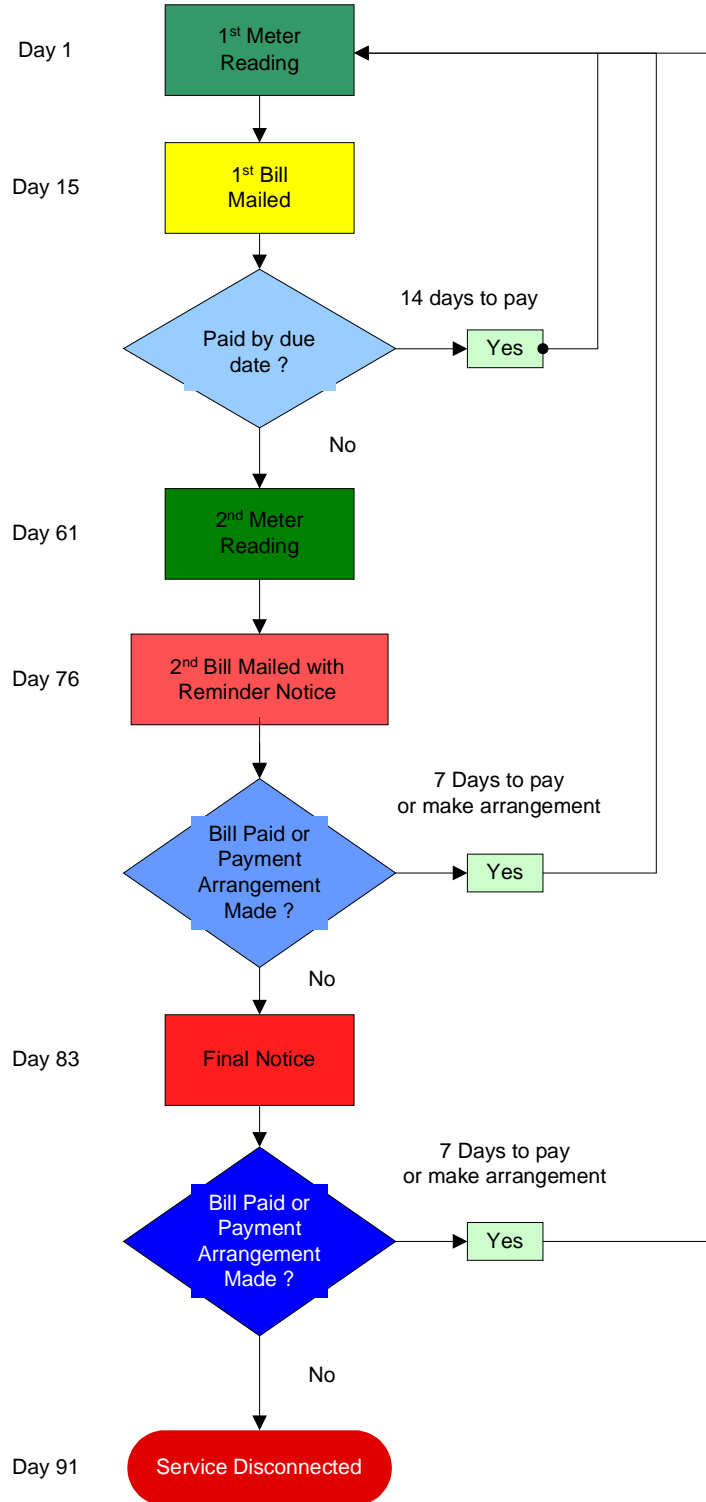 Day 1
1st Meter
Reading
Day 15
1st Bill
Mailed
14 days to pay
Paid by due
date ?
Yes
No
Day 61
2nd Meter
Reading
Day 76
2nd Bill Mailed with
Reminder Notice
7 Days to pay
or make arrangement
Bill Paid or
Payment
Arrangement
Made ?
Yes
No
Day 83
Final Notice
7 Days to pay
or make arrangement
Bill Paid or
Payment
Arrangement
Made ?
Yes
No
Day 91
Service Disconnected